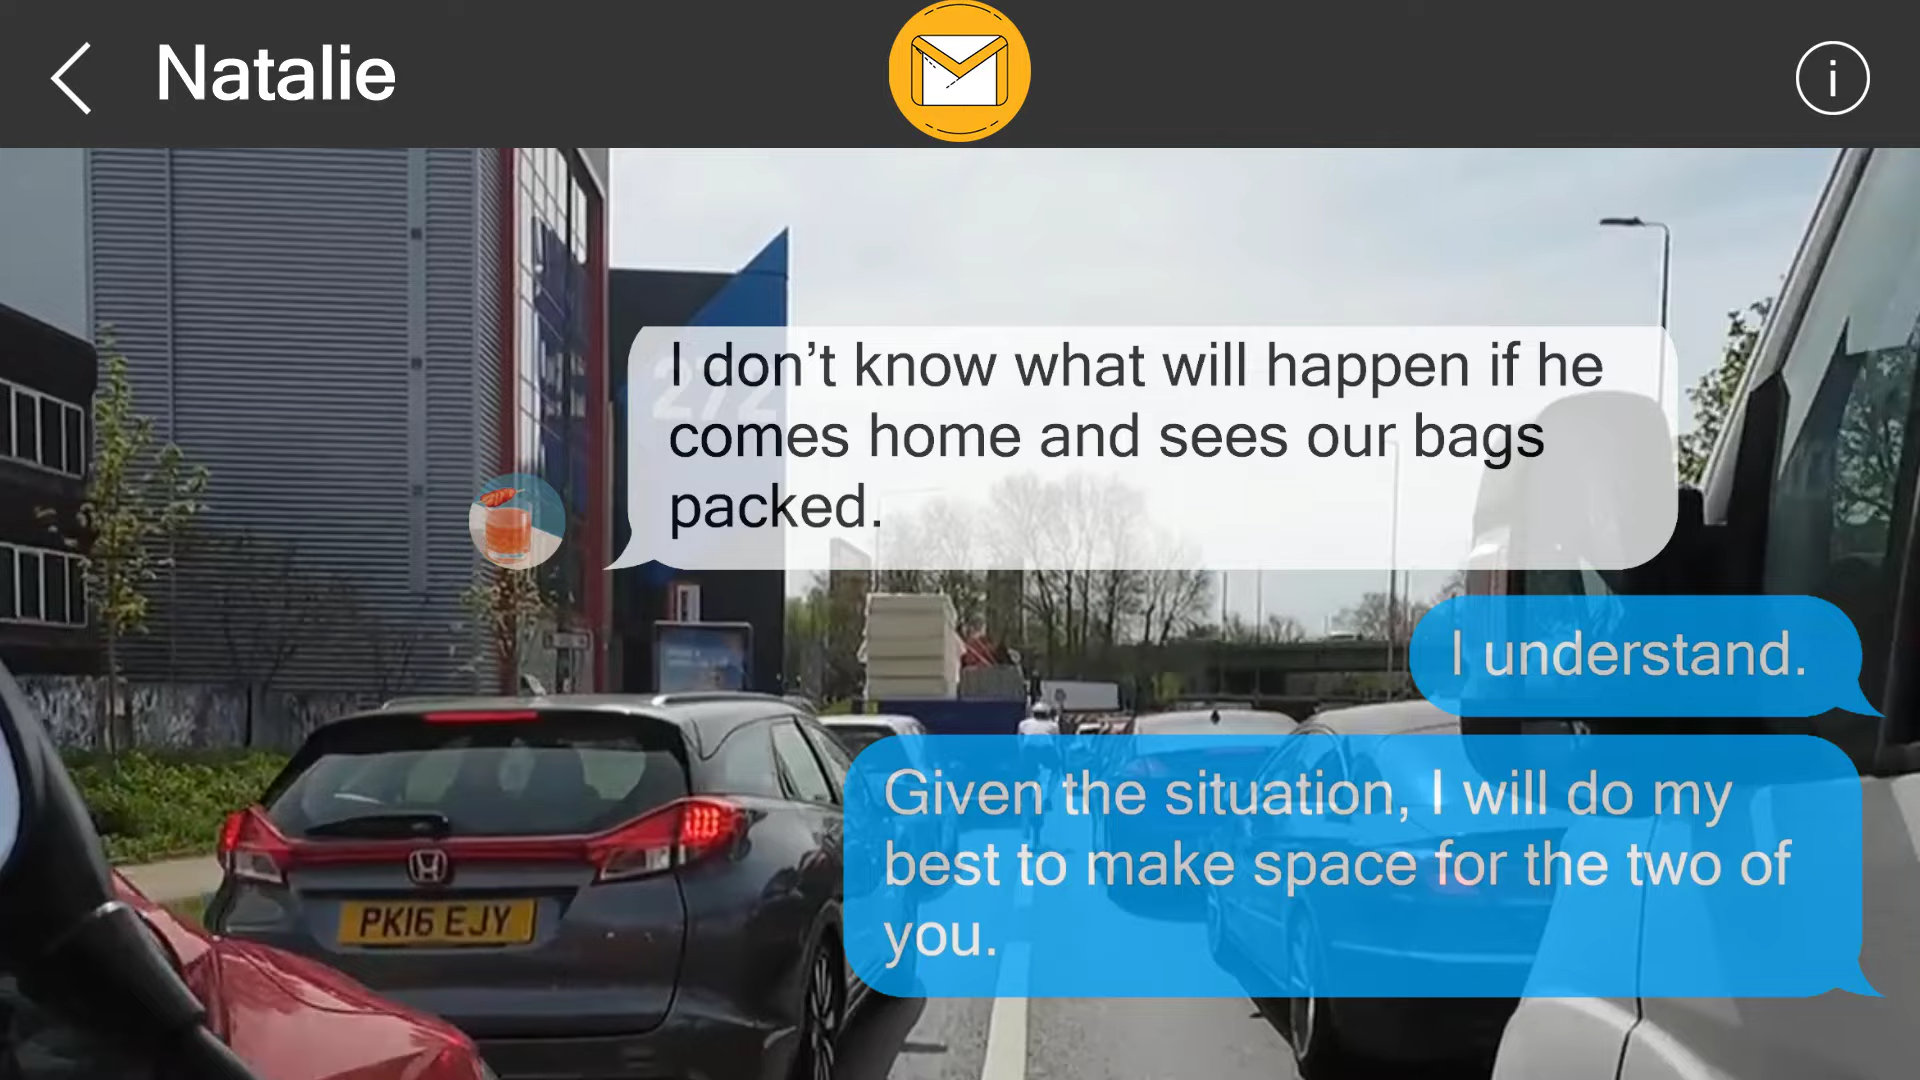 Natalie
i
272
I don’t know what will happen if he
comes home and sees our bags
packed.
I understand.
Given the situation, I will do my
best to make space for the two of
you.
PK16 EJY